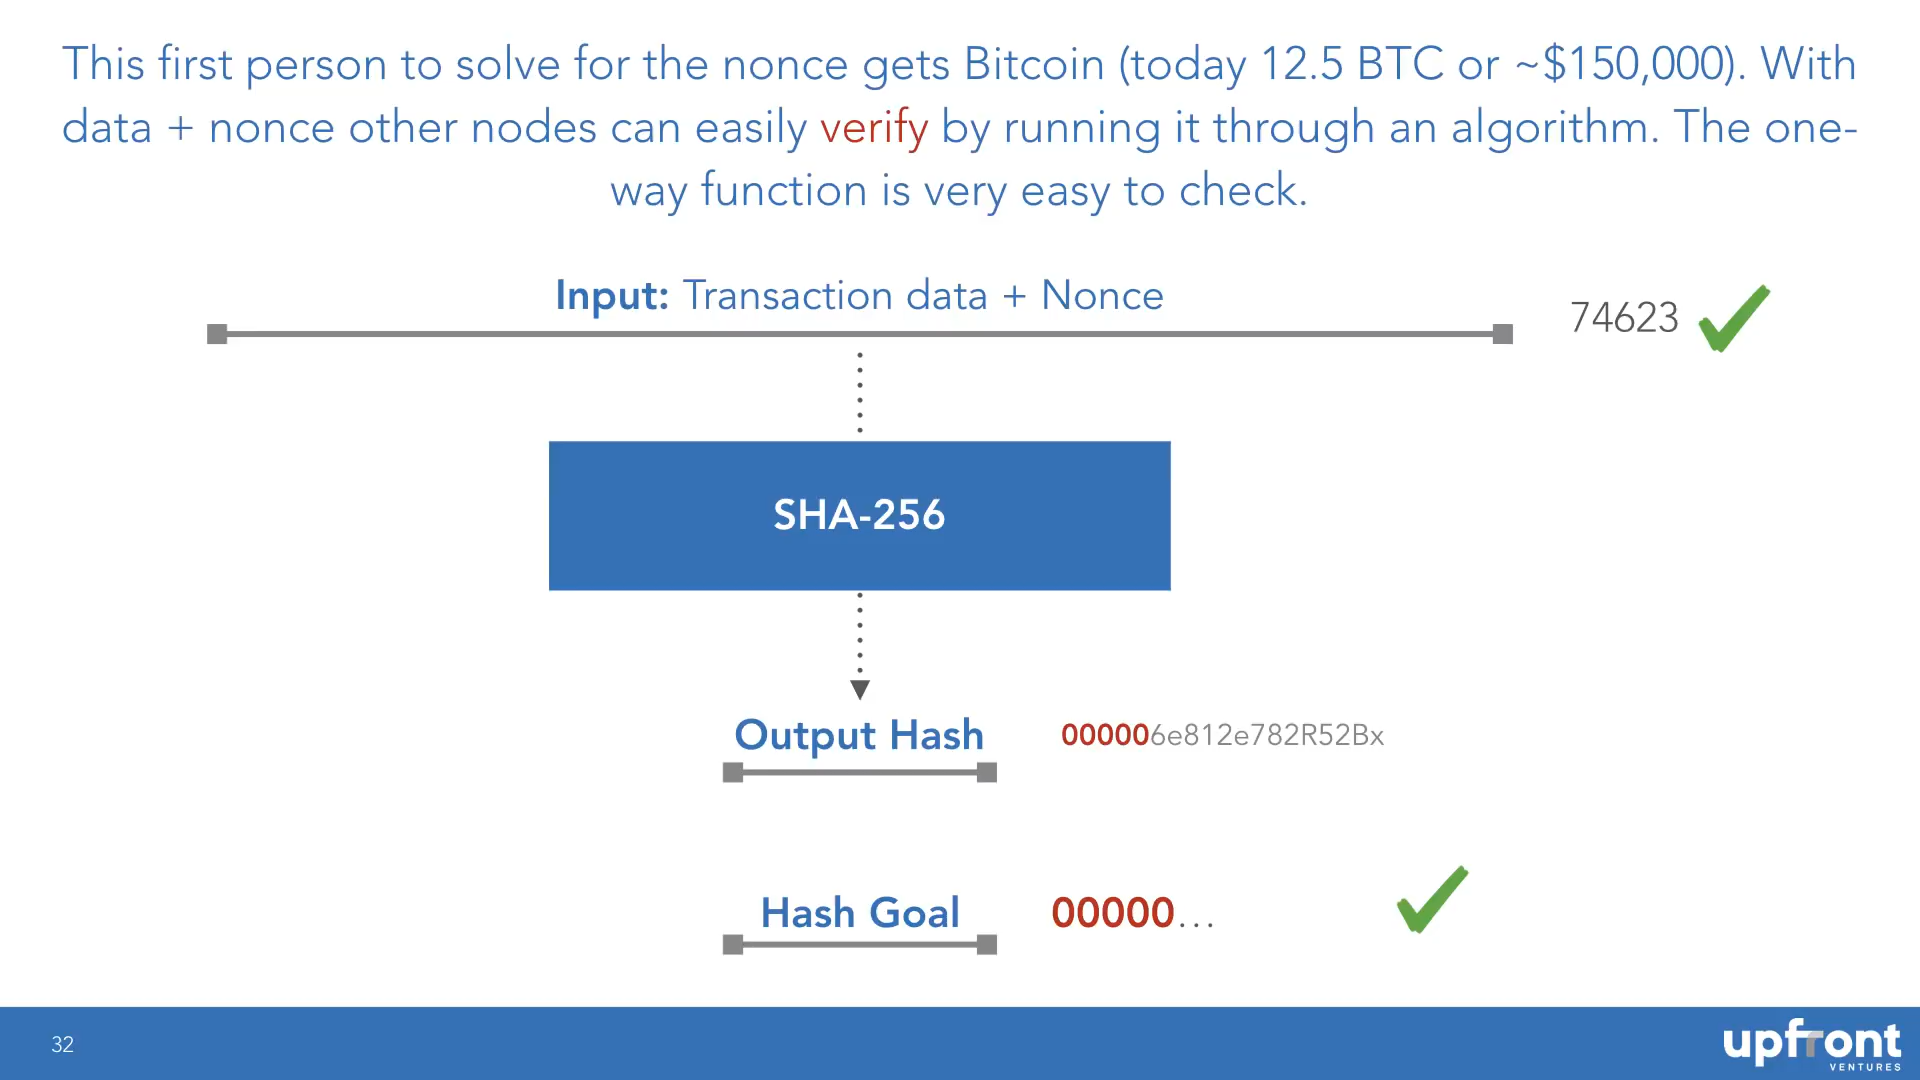 This first person to solve for the nonce gets Bitcoin (today 12.5 BTC or ~$150,000). With
data + nonce other nodes can easily verify by running it through an algorithm. The one-
way function is very easy to check.
Input: Transaction data + Nonce
74623
SHA-256
Output Hash
000006e812e782R52Bx
Hash Goal
00000...
32
upfront
VENTURES